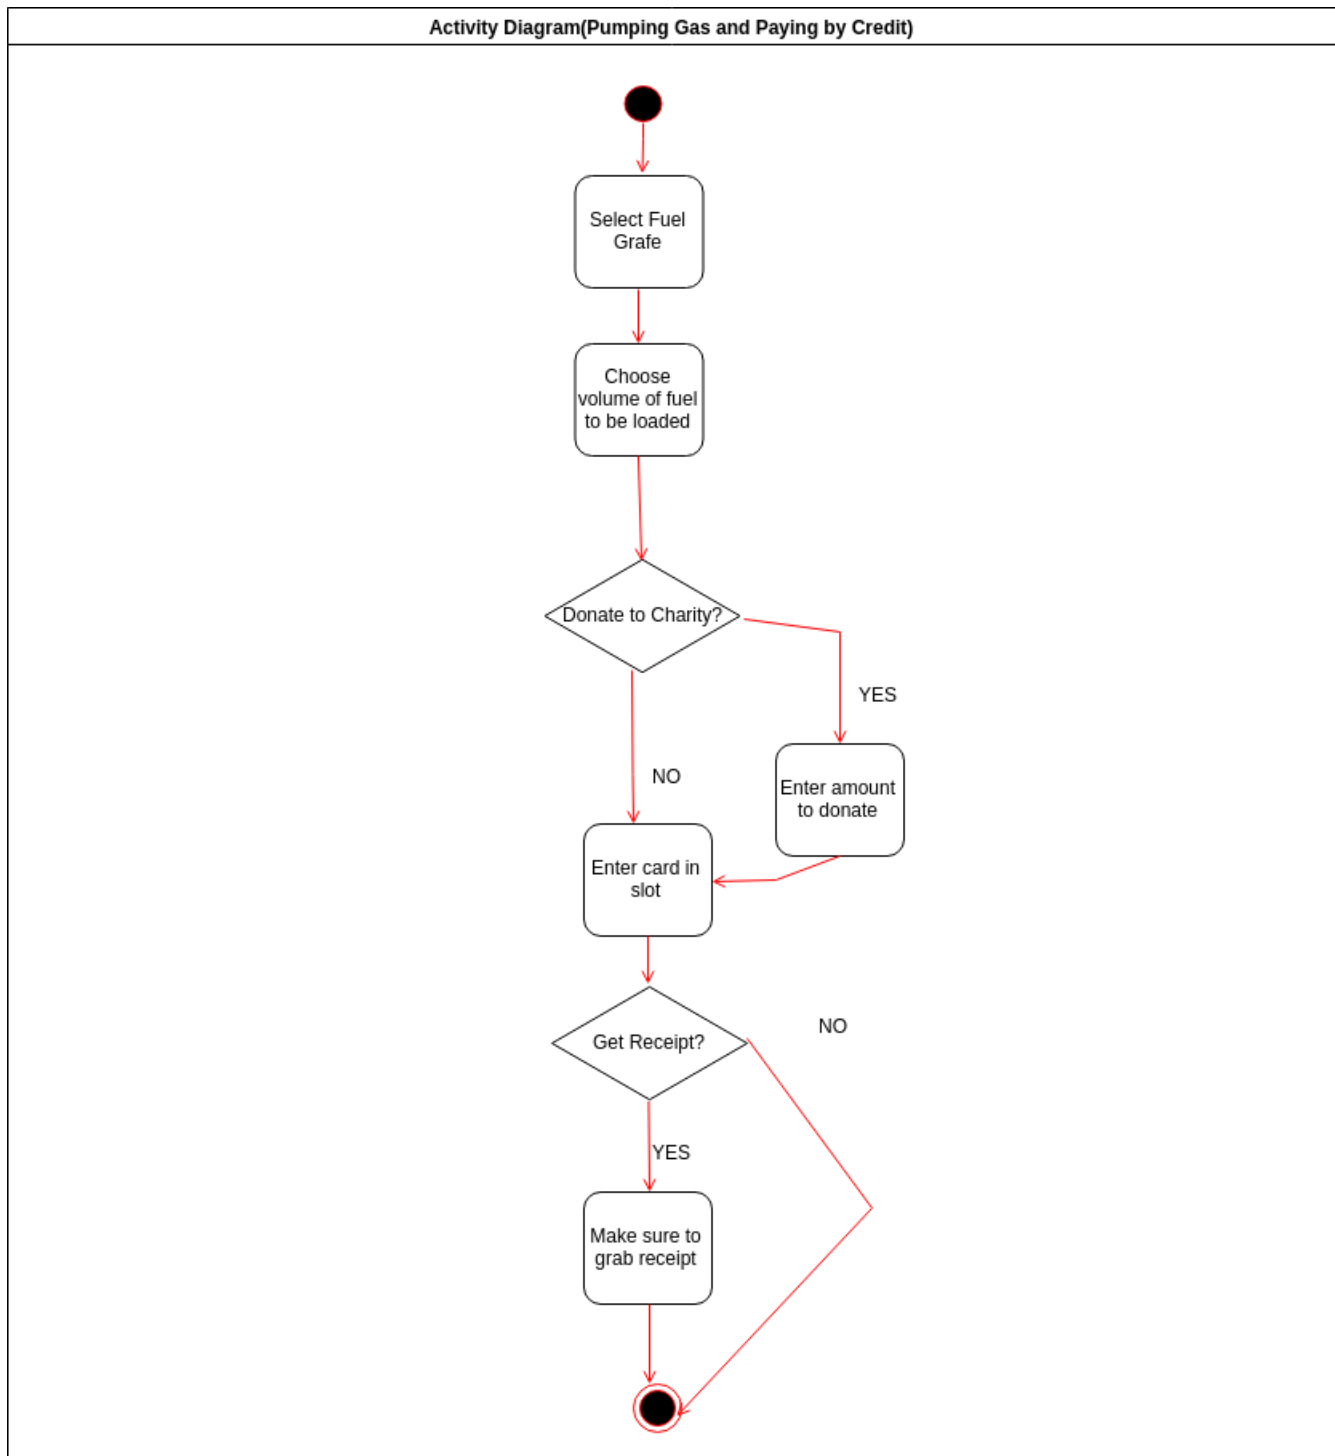 Activity Diagram(Pumping Gas and Paying by Credit)
Select Fuel
Grafe
Choose
volume of fuel
to be loaded
Donate to Charity?
YES
NO
Enter amount
to donate
Enter card in
slot
NO
Get Receipt?
YES
Make sure to
grab receipt